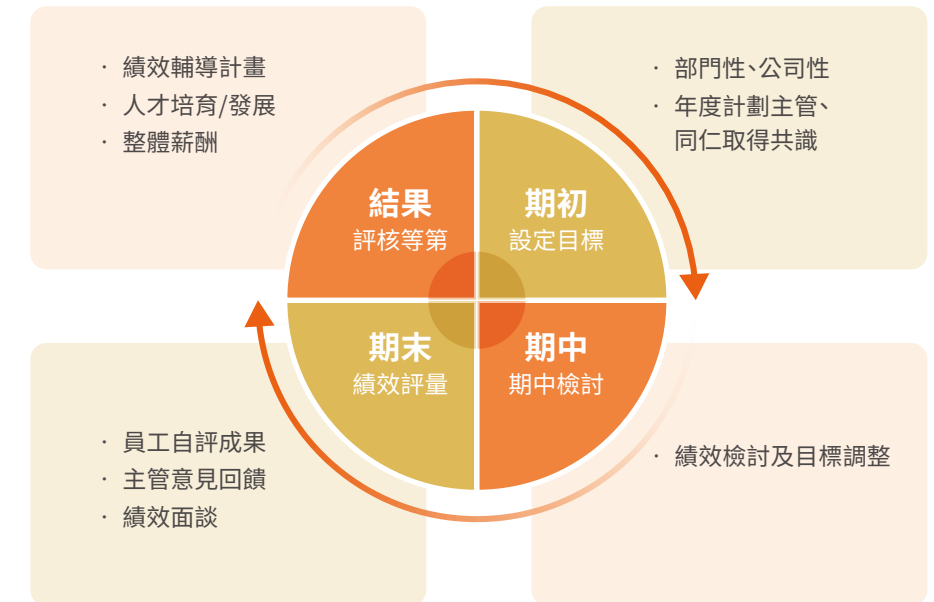 · 績效輔導計畫
· 人才培育/發展
· 整體薪酬
· 部門性、公司性
· 年度計劃主管、
同仁取得共識
結果
評核等第
期初
設定目標
期末
績效評量
期中
期中檢討
· 員工自評成果
· 主管意見回饋
· 績效面談
· 績效檢討及目標調整